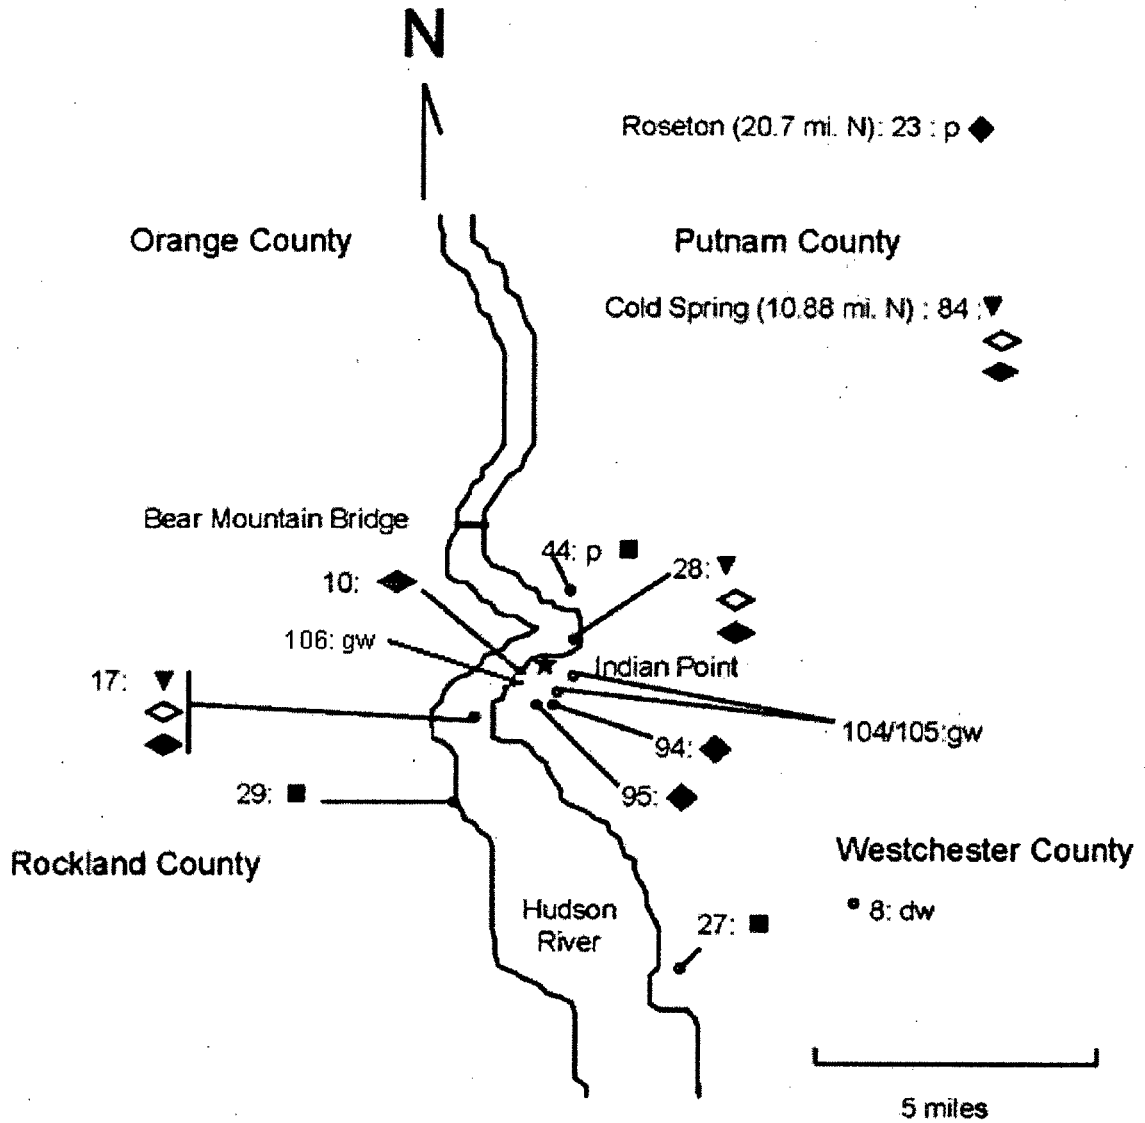 N
Roseton (20.7 mi. N): 23 : p
Orange County
Putnam County
Cold Spring (10.88 mi. N) : 84 :
Bear Mountain Bridge
44: p
28:
10:
106: gw
Indian Point
17:
104/105:gw
94:
95:
29:
Rockland County
Westchester County
8: dw
Hudson
River
27:
5 miles